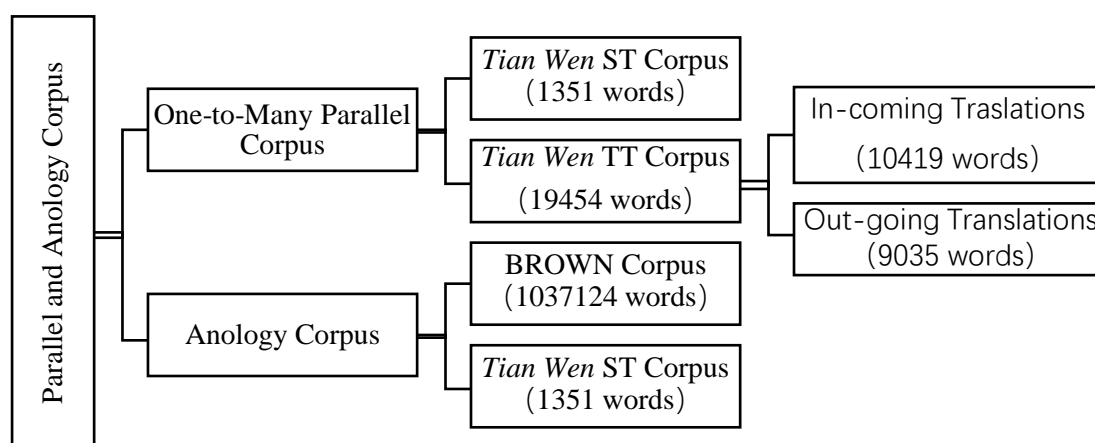 Parallel and Anology Corpus
One-to-Many Parallel
Corpus
Tian Wen ST Corpus
(1351 words)
Tian Wen TT Corpus
(19454 words)
In-coming Traslations
(10419 words)
Out-going Translations
(9035 words)
Anology Corpus
BROWN Corpus
(1037124 words)
Tian Wen ST Corpus
(1351 words)